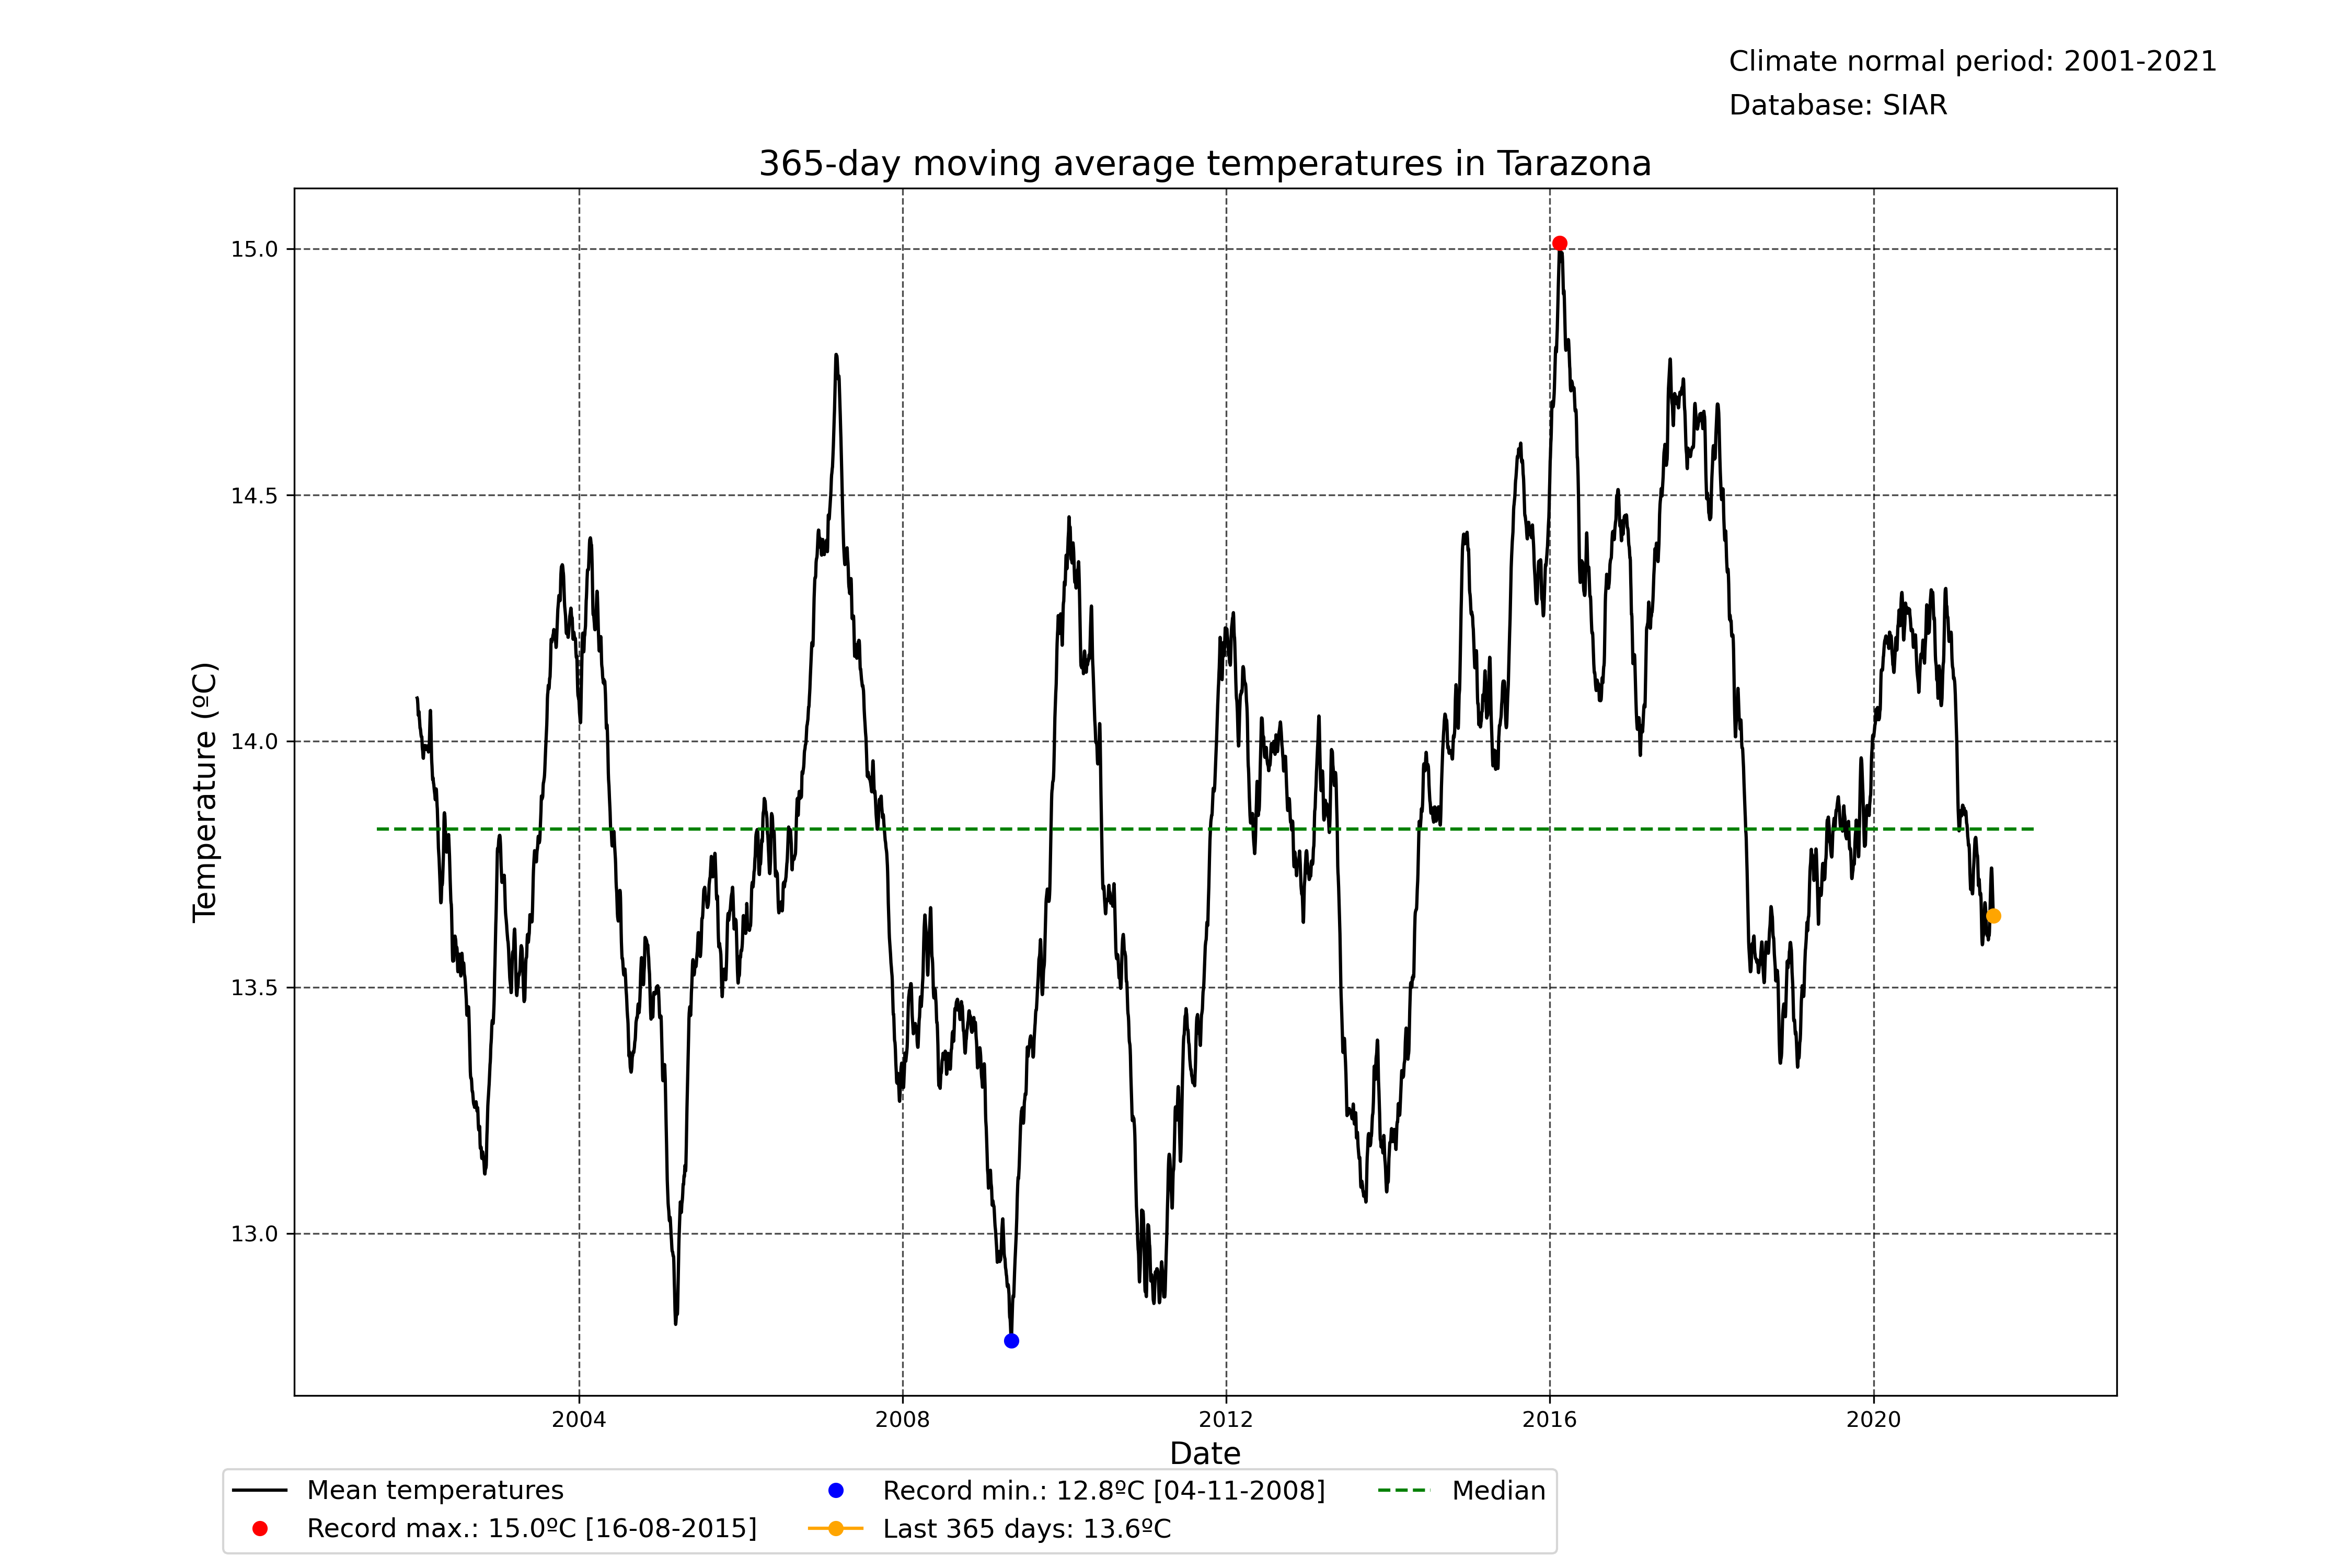 Climate normal period: 2001-2021
Database: SIAR
365-day moving average temperatures in Tarazona
15.0
14.5
14.0
13.5
13.0
Temperature (ºC)
2004
2008
2012
2016
2020
Date
Mean temperatures
Record max.: 15.0ºC [16-08-2015]
Record min.: 12.8ºC [04-11-2008]
Last 365 days: 13.6ºC
Median